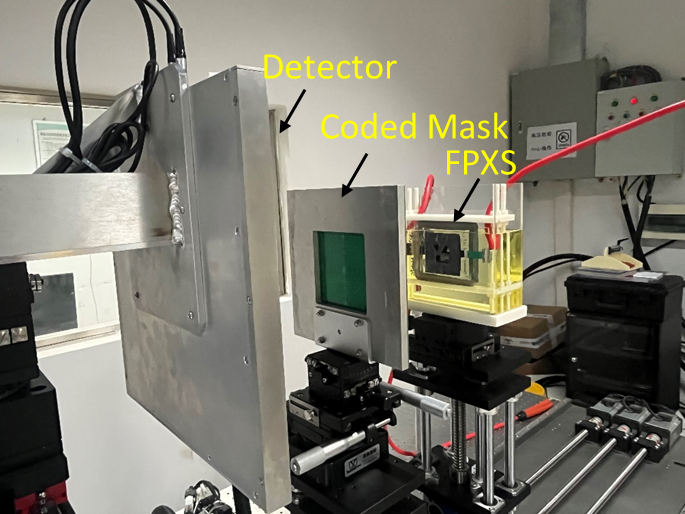 Detector
Coded Mask
FPXS